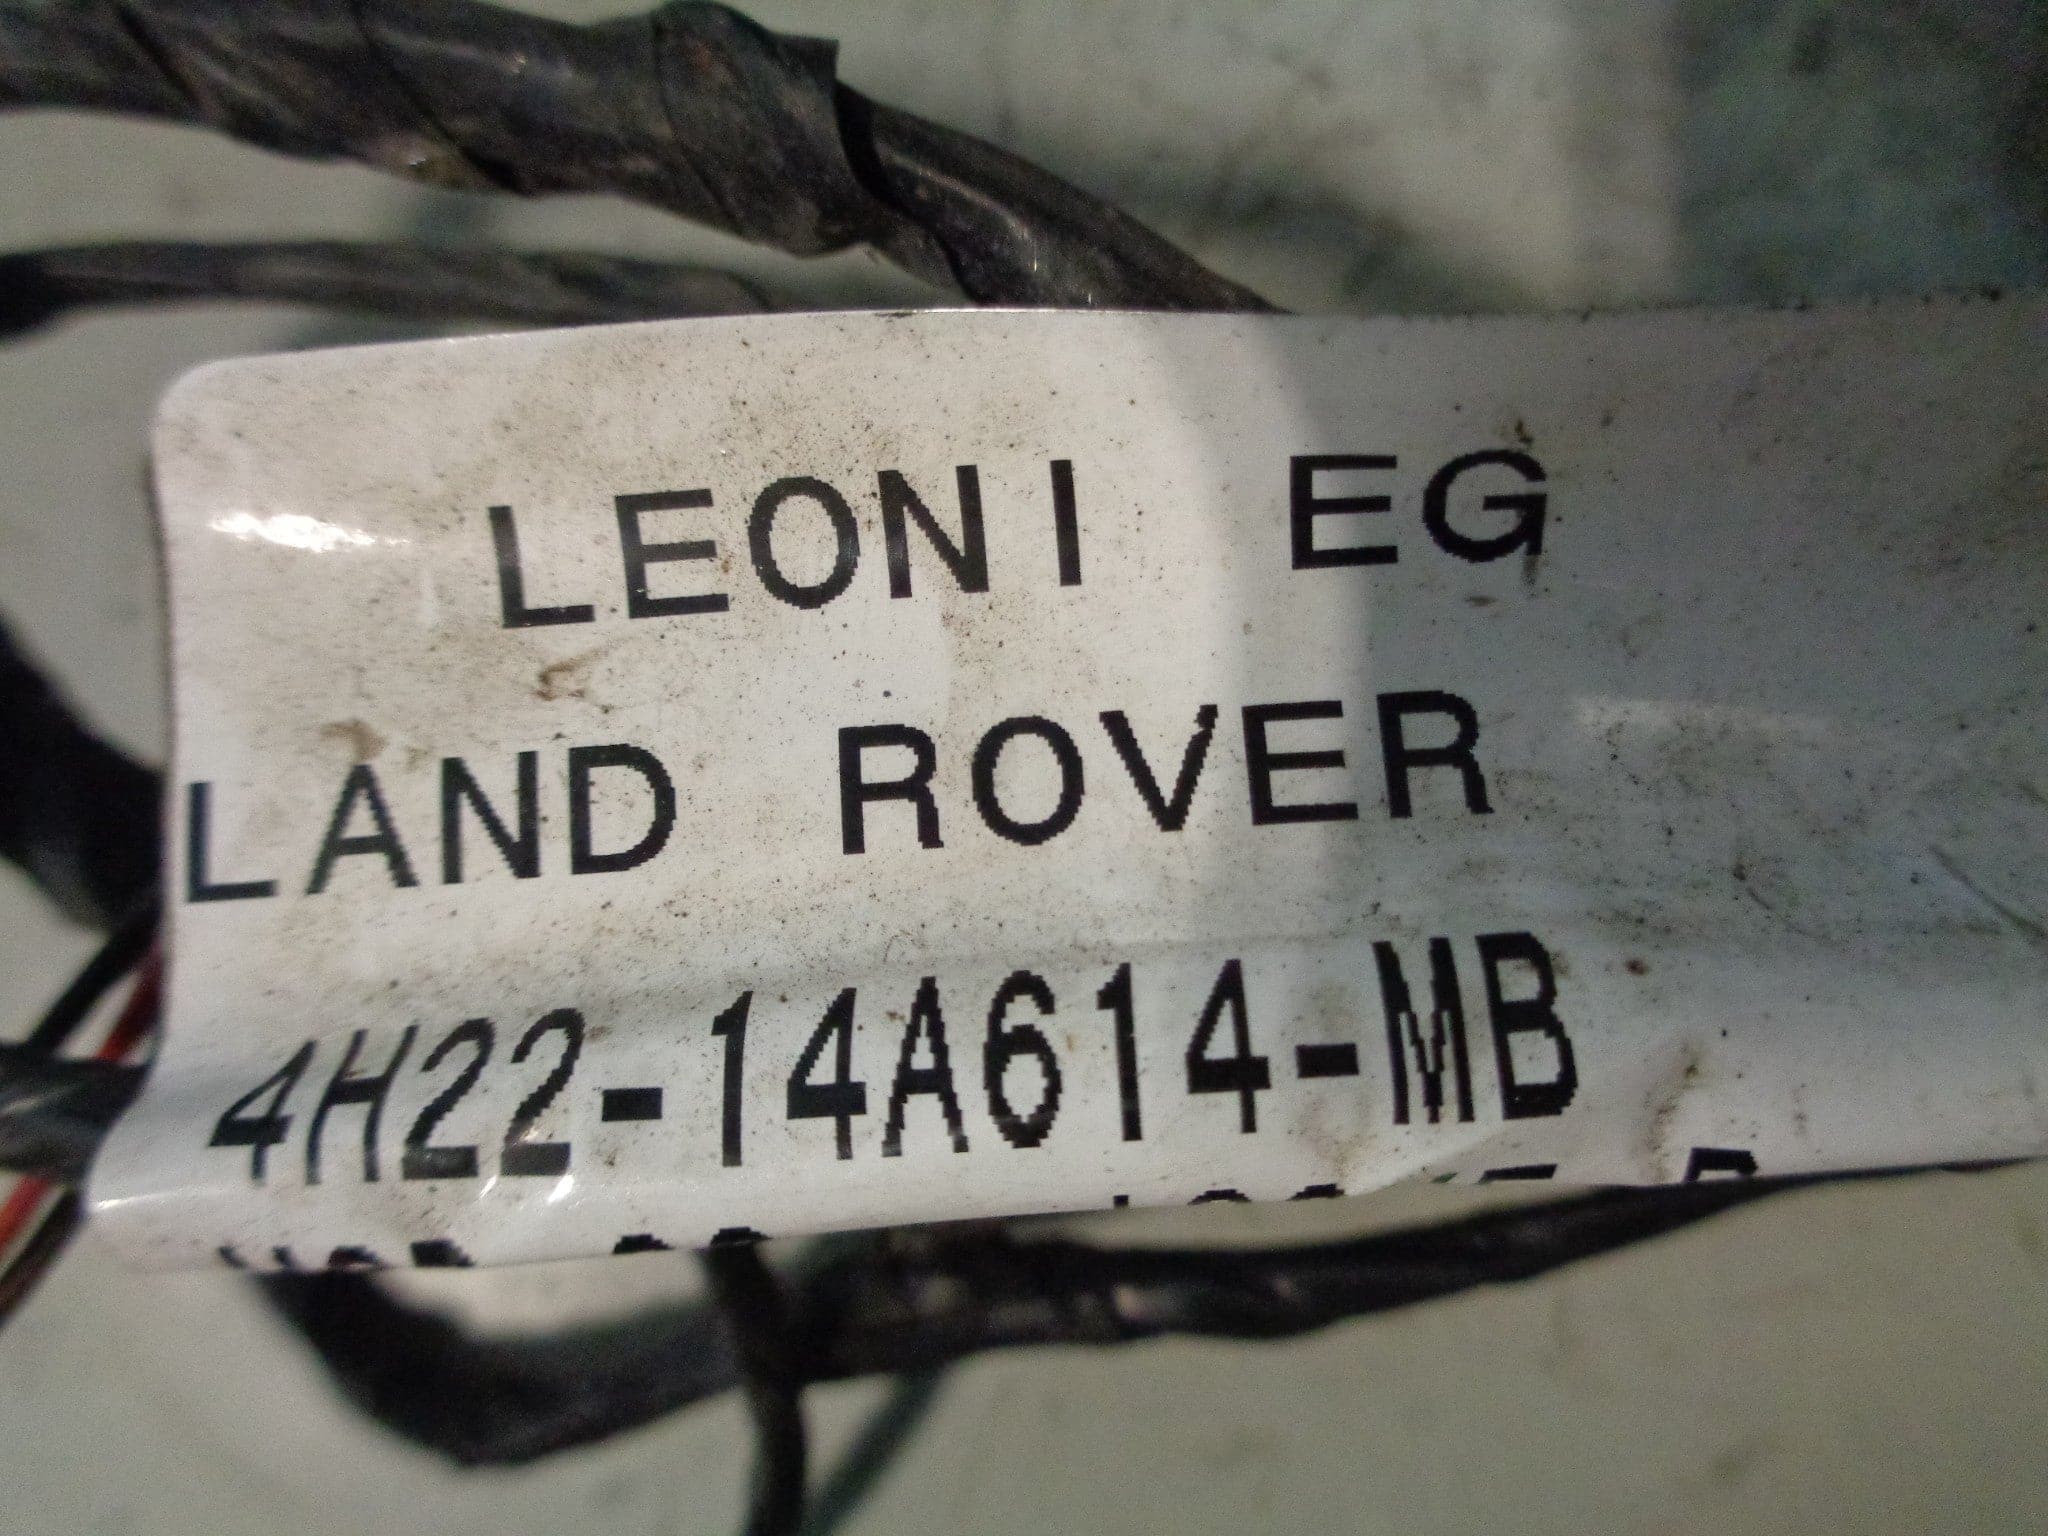 LEONI EG
LAND ROVER
4H22-14A614-MB